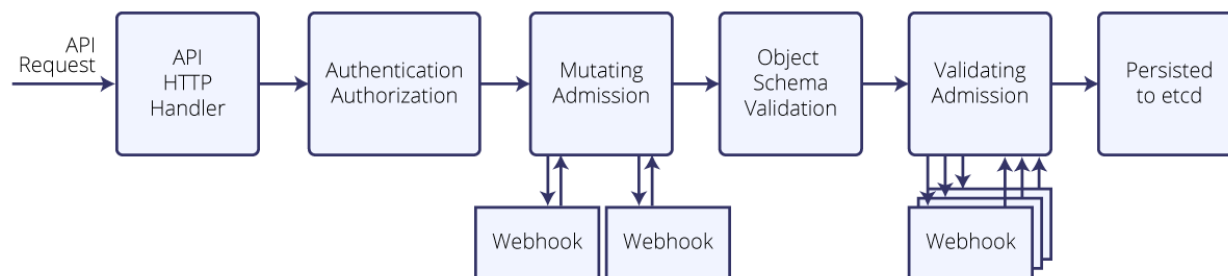 API
Request
API
HTTP
Handler
Authentication
Authorization
Mutating
Admission
Object
Schema
Validation
Validating
Admission
Persisted
to etcd
Webhook
Webhook
Webhook